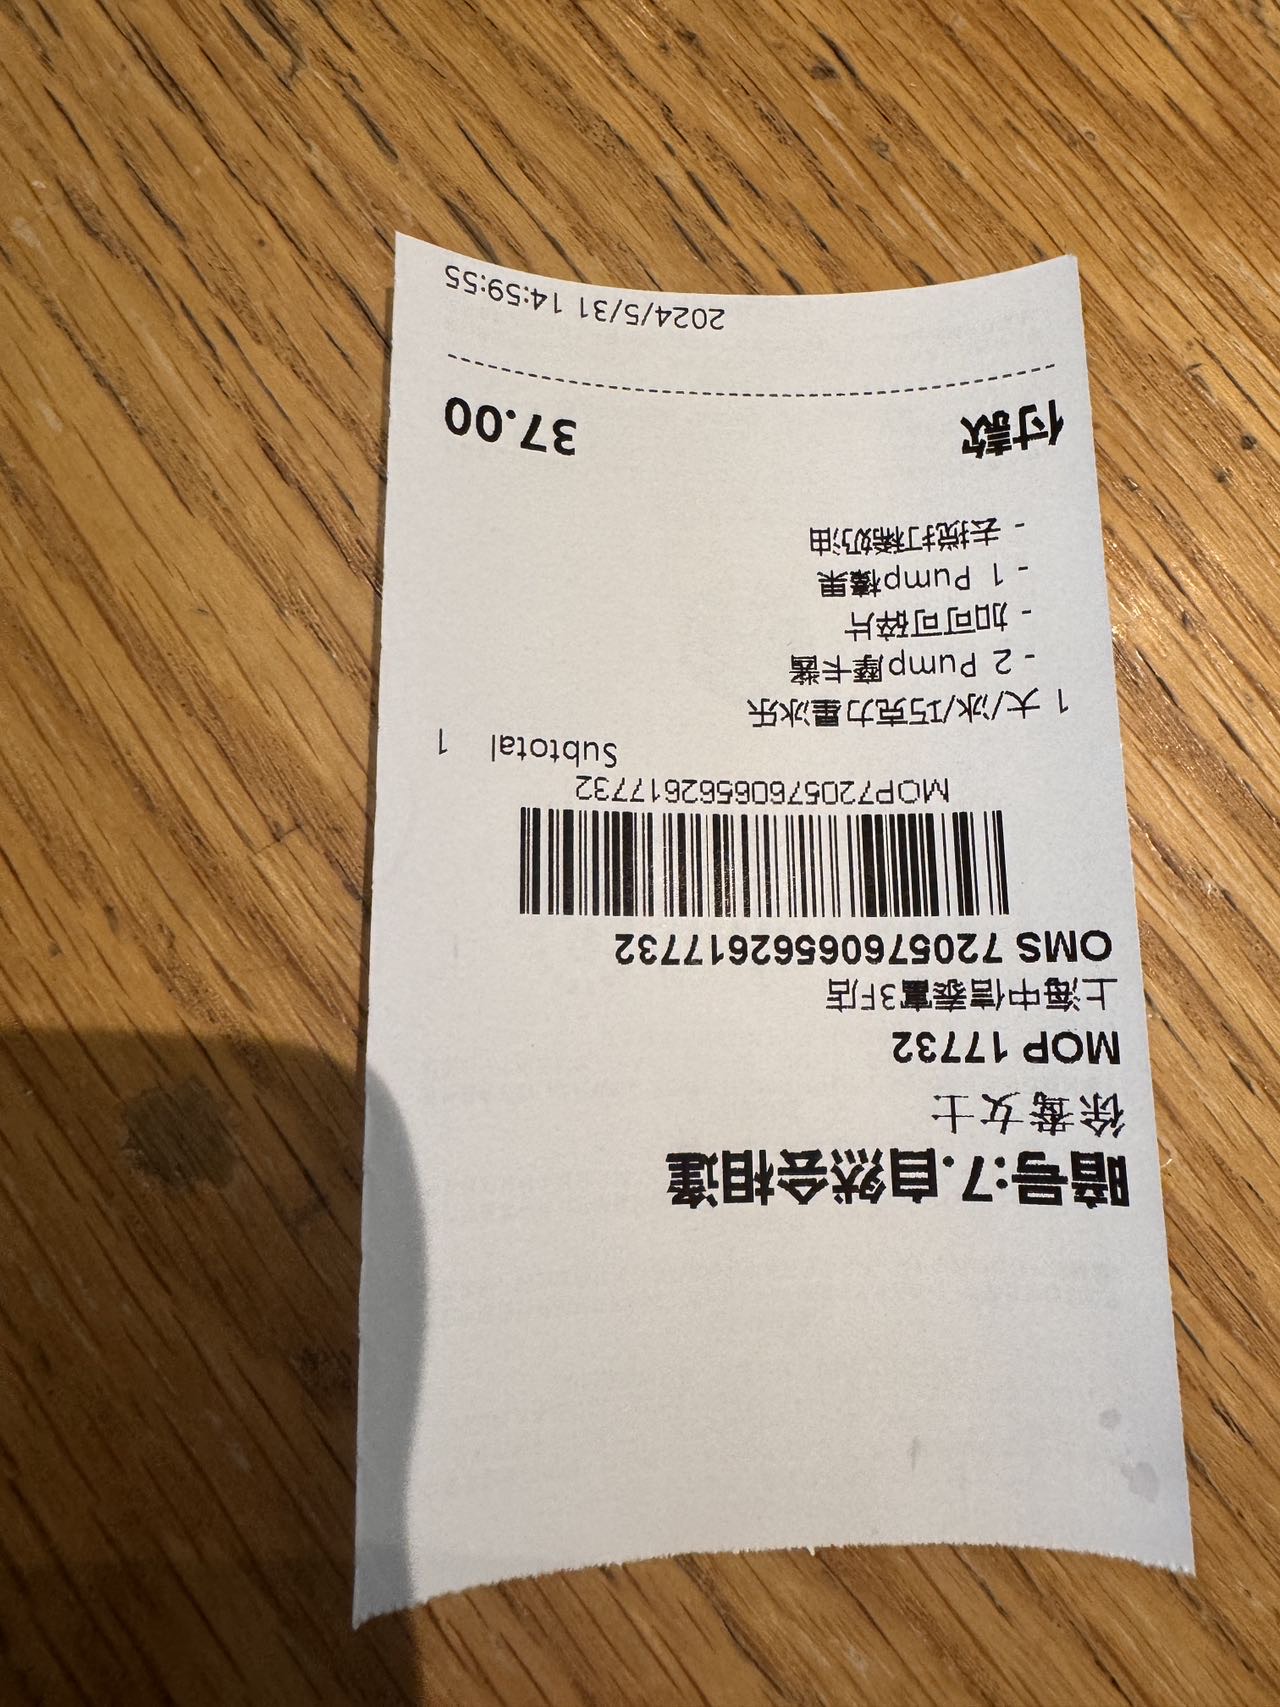 暗号:7.自然会相逢
徐骞女士
MOP 17732
上海中信泰富3F店
OMS 7205760656261７732
MOP7205760656261７732
Subtotal 1
1 大/冰/巧克力星冰乐
- 2 Pump摩卡酱
- 加可可碎片
- 1 Pump榛果
- 去搅打稀奶油
付款 37.00
2024/5/31 14:59:55